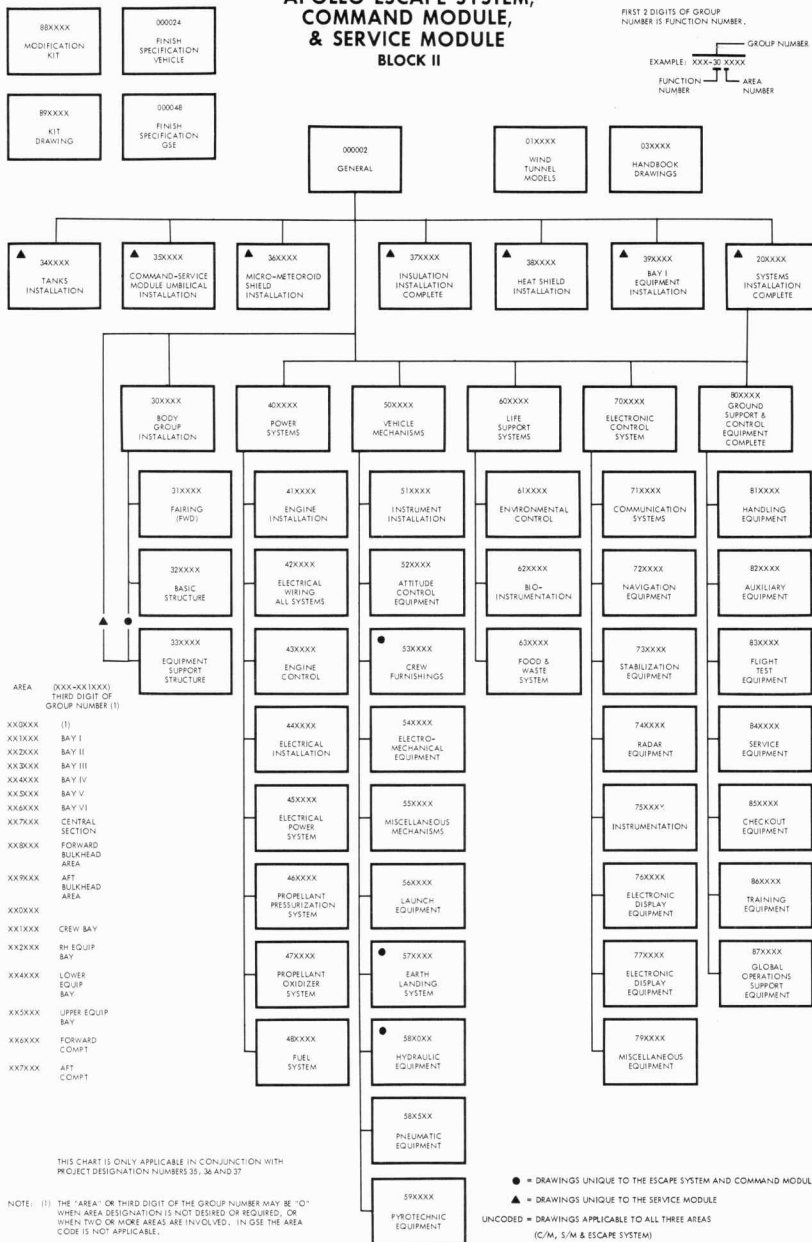 APOLLO ESCAPE SYSTEM,
COMMAND MODULE,
& SERVICE MODULE
BLOCK II
88XXXX
MODIFICATION
KIT
000024
FINISH
SPECIFICATION
VEHICLE
89XXXX
KIT
DRAWING
000048
FINISH
SPECIFICATION
GSE
FIRST 2 DIGITS OF GROUP
NUMBER IS FUNCTION NUMBER.
GROUP NUMBER
EXAMPLE: XXX-30 XXXX
FUNCTION NUMBER
AREA NUMBER
000002
GENERAL
01XXXX
WIND
TUNNEL
MODELS
03XXXX
HANDBOOK
DRAWINGS
34XXXX
TANKS
INSTALLATION
35XXXX
COMMAND-SERVICE
MODULE UMBILICAL
INSTALLATION
36XXXX
MICRO-METEOROID
SHIELD
INSTALLATION
37XXXX
INSULATION
INSTALLATION
COMPLETE
38XXXX
HEAT SHIELD
INSTALLATION
39XXXX
BAY I
EQUIPMENT
INSTALLATION
20XXXX
SYSTEMS
INSTALLATION
COMPLETE
30XXXX
BODY
GROUP
INSTALLATION
31XXXX
FAIRING
(FWD)
32XXXX
BASIC
STRUCTURE
33XXXX
EQUIPMENT
SUPPORT
STRUCTURE
40XXXX
POWER
SYSTEMS
41XXXX
ENGINE
INSTALLATION
42XXXX
ELECTRICAL
WIRING
ALL SYSTEMS
43XXXX
ENGINE
CONTROL
44XXXX
ELECTRICAL
INSTALLATION
45XXXX
ELECTRICAL
POWER
SYSTEM
46XXXX
PROPELLANT
PRESSURIZATION
SYSTEM
47XXXX
PROPELLANT
OXIDIZER
SYSTEM
48XXXX
FUEL
SYSTEM
50XXXX
VEHICLE
MECHANISMS
51XXXX
INSTRUMENT
INSTALLATION
52XXXX
ATTITUDE
CONTROL
EQUIPMENT
53XXXX
CREW
FURNISHINGS
54XXXX
ELECTRO-
MECHANICAL
EQUIPMENT
55XXXX
MISCELLANEOUS
MECHANISMS
56XXXX
LAUNCH
EQUIPMENT
57XXXX
EARTH
LANDING
SYSTEM
58X0XX
HYDRAULIC
EQUIPMENT
58X5XX
PNEUMATIC
EQUIPMENT
59XXXX
PYROTECHNIC
EQUIPMENT
60XXXX
LIFE
SUPPORT
SYSTEMS
61XXXX
ENVIRONMENTAL
CONTROL
62XXXX
BIO-
INSTRUMENTATION
63XXXX
FOOD &
WASTE
SYSTEM
70XXXX
ELECTRONIC
CONTROL
SYSTEM
71XXXX
COMMUNICATION
SYSTEMS
72XXXX
NAVIGATION
EQUIPMENT
73XXXX
STABILIZATION
EQUIPMENT
74XXXX
RADAR
EQUIPMENT
75XXXX
INSTRUMENTATION
76XXXX
ELECTRONIC
DISPLAY
EQUIPMENT
77XXXX
ELECTRONIC
DISPLAY
EQUIPMENT
79XXXX
MISCELLANEOUS
EQUIPMENT
80XXXX
GROUND
SUPPORT &
CONTROL
EQUIPMENT
COMPLETE
81XXXX
HANDLING
EQUIPMENT
82XXXX
AUXILIARY
EQUIPMENT
83XXXX
FLIGHT
TEST
EQUIPMENT
84XXXX
SERVICE
EQUIPMENT
85XXXX
CHECKOUT
EQUIPMENT
86XXXX
TRAINING
EQUIPMENT
87XXXX
GLOBAL
OPERATIONS
SUPPORT
EQUIPMENT
AREA (XXX-XX1XXX)
THIRD DIGIT OF
GROUP NUMBER (1)
XX0XXX (1)
XX1XXX BAY I
XX2XXX BAY II
XX3XXX BAY III
XX4XXX BAY IV
XX5XXX BAY V
XX6XXX BAY VI
XX7XXX CENTRAL
SECTION
XX8XXX FORWARD
BULKHEAD
AREA
XX9XXX AFT
BULKHEAD
AREA
XX0XXX
XX1XXX CREW BAY
XX2XXX RH EQUIP
BAY
XX4XXX LOWER
EQUIP
BAY
XX5XXX UPPER EQUIP
BAY
XX6XXX FORWARD
COMPT
XX7XXX AFT
COMPT
THIS CHART IS ONLY APPLICABLE IN CONJUNCTION WITH
PROJECT DESIGNATION NUMBERS 35, 36 AND 37
NOTE: (1) THE "AREA" OR THIRD DIGIT OF THE GROUP NUMBER MAY BE "O"
WHEN AREA DESIGNATION IS NOT DESIRED OR REQUIRED, OR
WHEN TWO OR MORE AREAS ARE INVOLVED. IN GSE THE AREA
CODE IS NOT APPLICABLE.
● = DRAWINGS UNIQUE TO THE ESCAPE SYSTEM AND COMMAND MODUL
▲ = DRAWINGS UNIQUE TO THE SERVICE MODULE
UNCODED = DRAWINGS APPLICABLE TO ALL THREE AREAS
(C/M, S/M & ESCAPE SYSTEM)